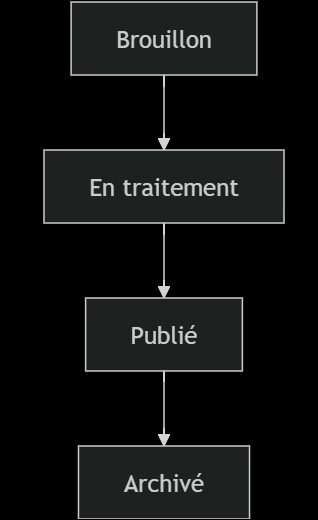 Brouillon
En traitement
Publié
Archivé